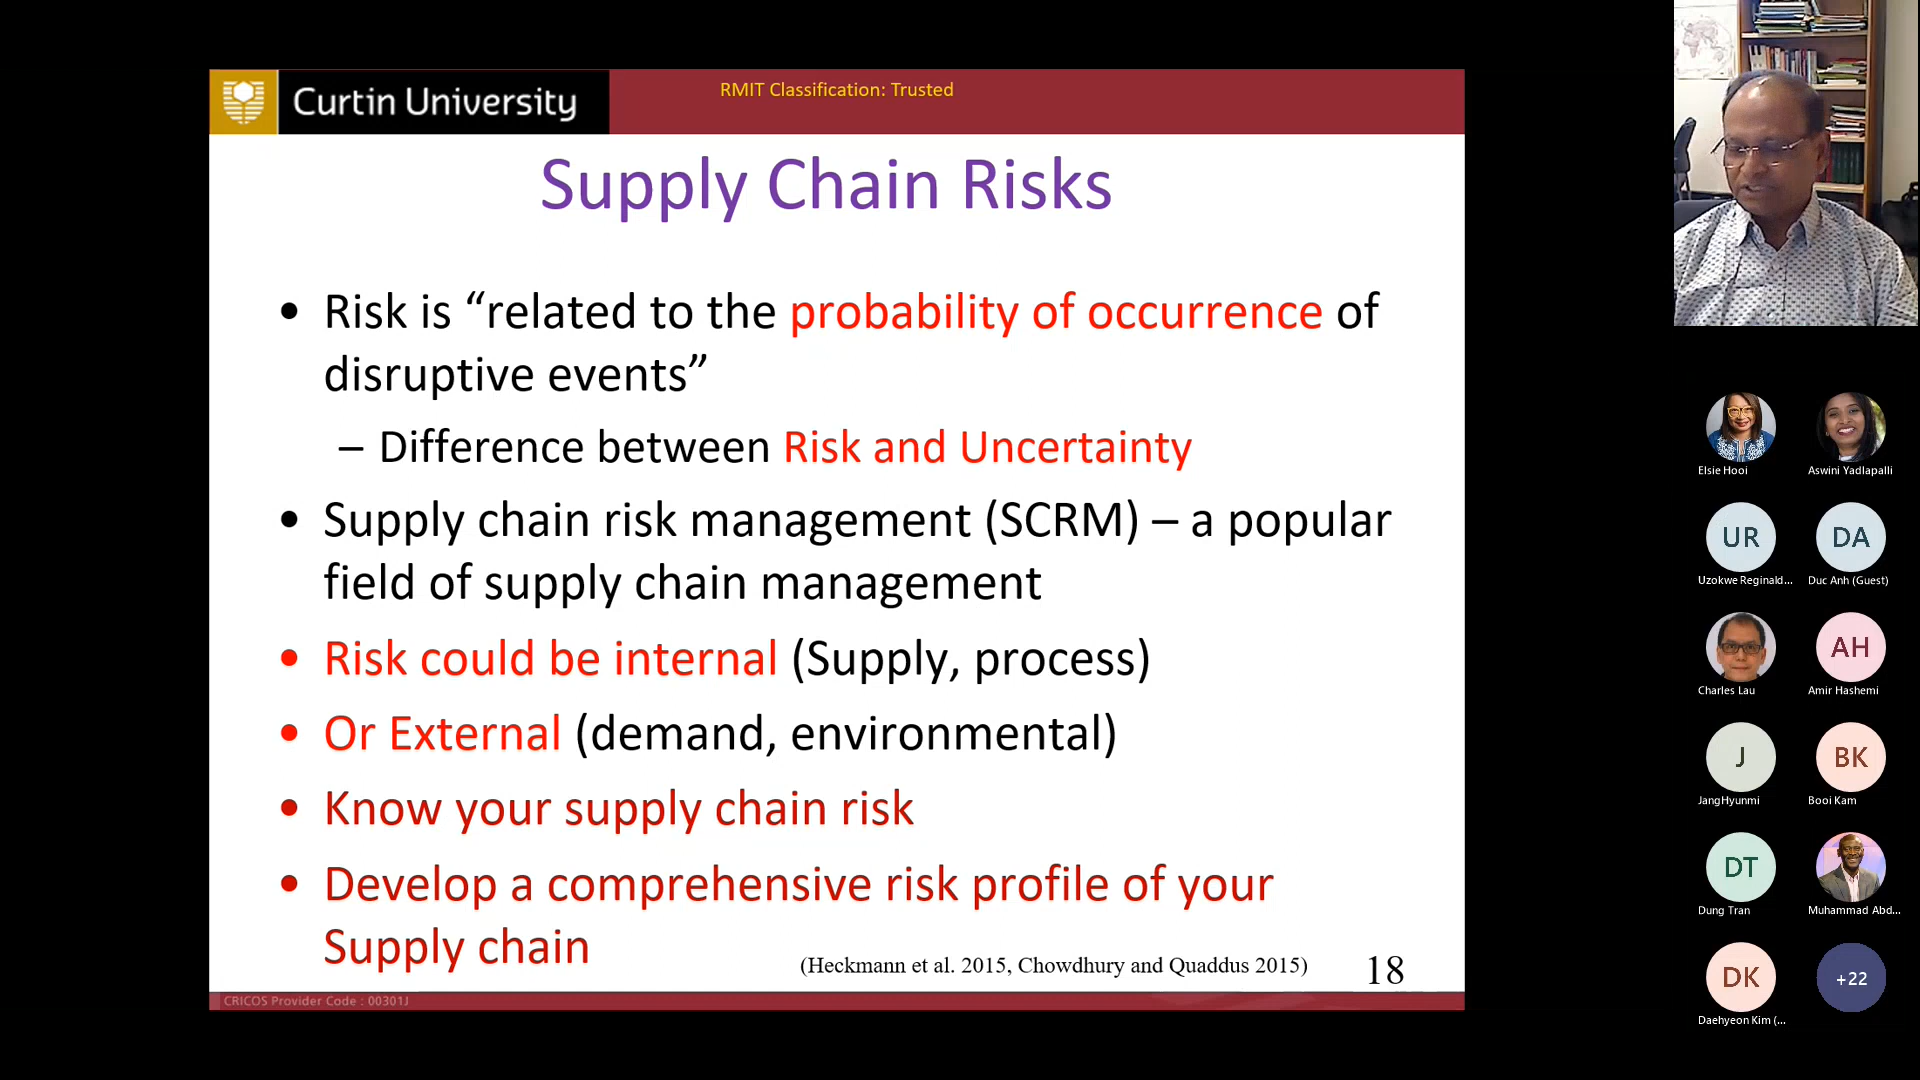 Curtin University
RMIT Classification: Trusted
Supply Chain Risks
• Risk is “related to the probability of occurrence of
disruptive events”
– Difference between Risk and Uncertainty
• Supply chain risk management (SCRM) – a popular
field of supply chain management
• Risk could be internal (Supply, process)
• Or External (demand, environmental)
• Know your supply chain risk
• Develop a comprehensive risk profile of your
Supply chain
(Heckmann et al. 2015, Chowdhury and Quaddus 2015)
18
CRICOS Provider Code : 00301J
Elsie Hooi
Aswini Yadlapalli
UR
DA
Uzokwe Reginald...
Duc Anh (Guest)
AH
Charles Lau
Amir Hashemi
J
BK
JangHyunmi
Booi Kam
DT
Dung Tran
Muhammad Abd...
DK
+22
Daehyeon Kim (...